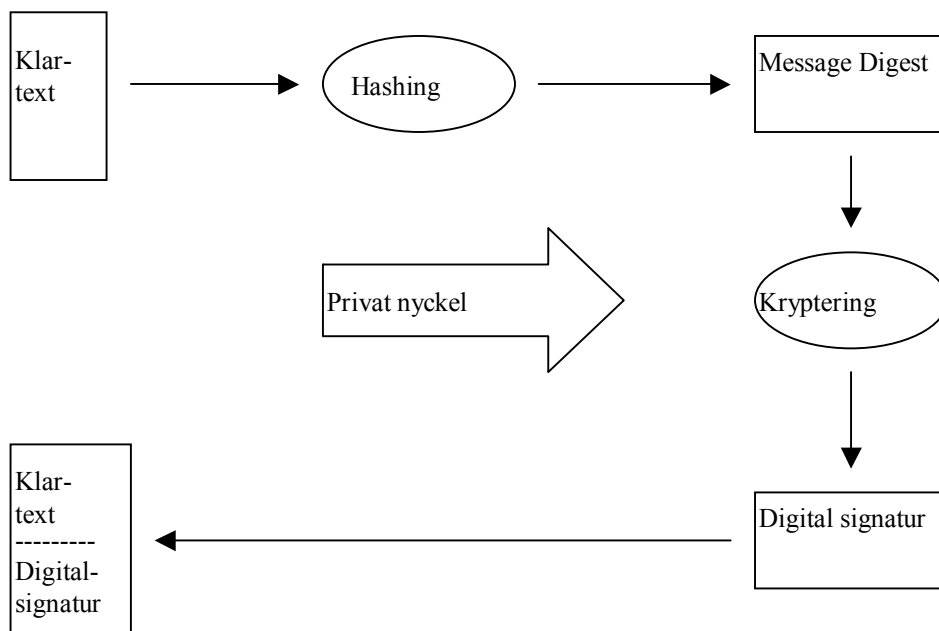 Klar-
text
Hashing
Message Digest
Privat nyckel
Kryptering
Klar-
text
---------
Digital-
signatur
Digital signatur